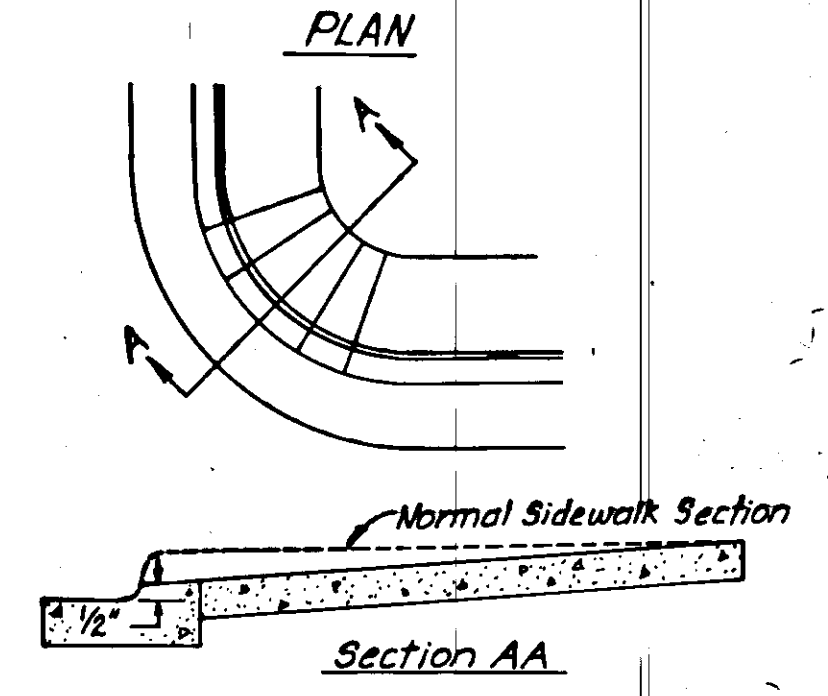 PLAN
A
A
Normal Sidewalk Section
1/2"
Section AA